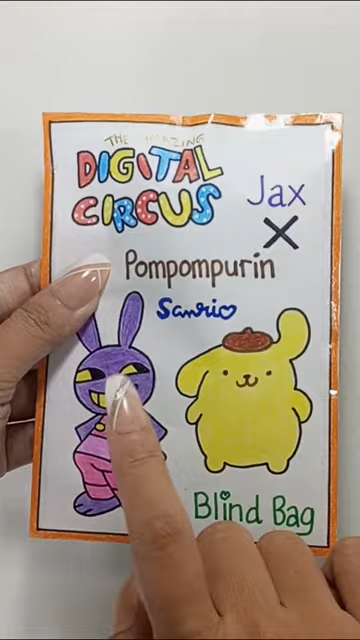 THE AMAZING
DIGITAL
CIRCUS
Jax
X
Pompompurin
Sanrio
Blind Bag